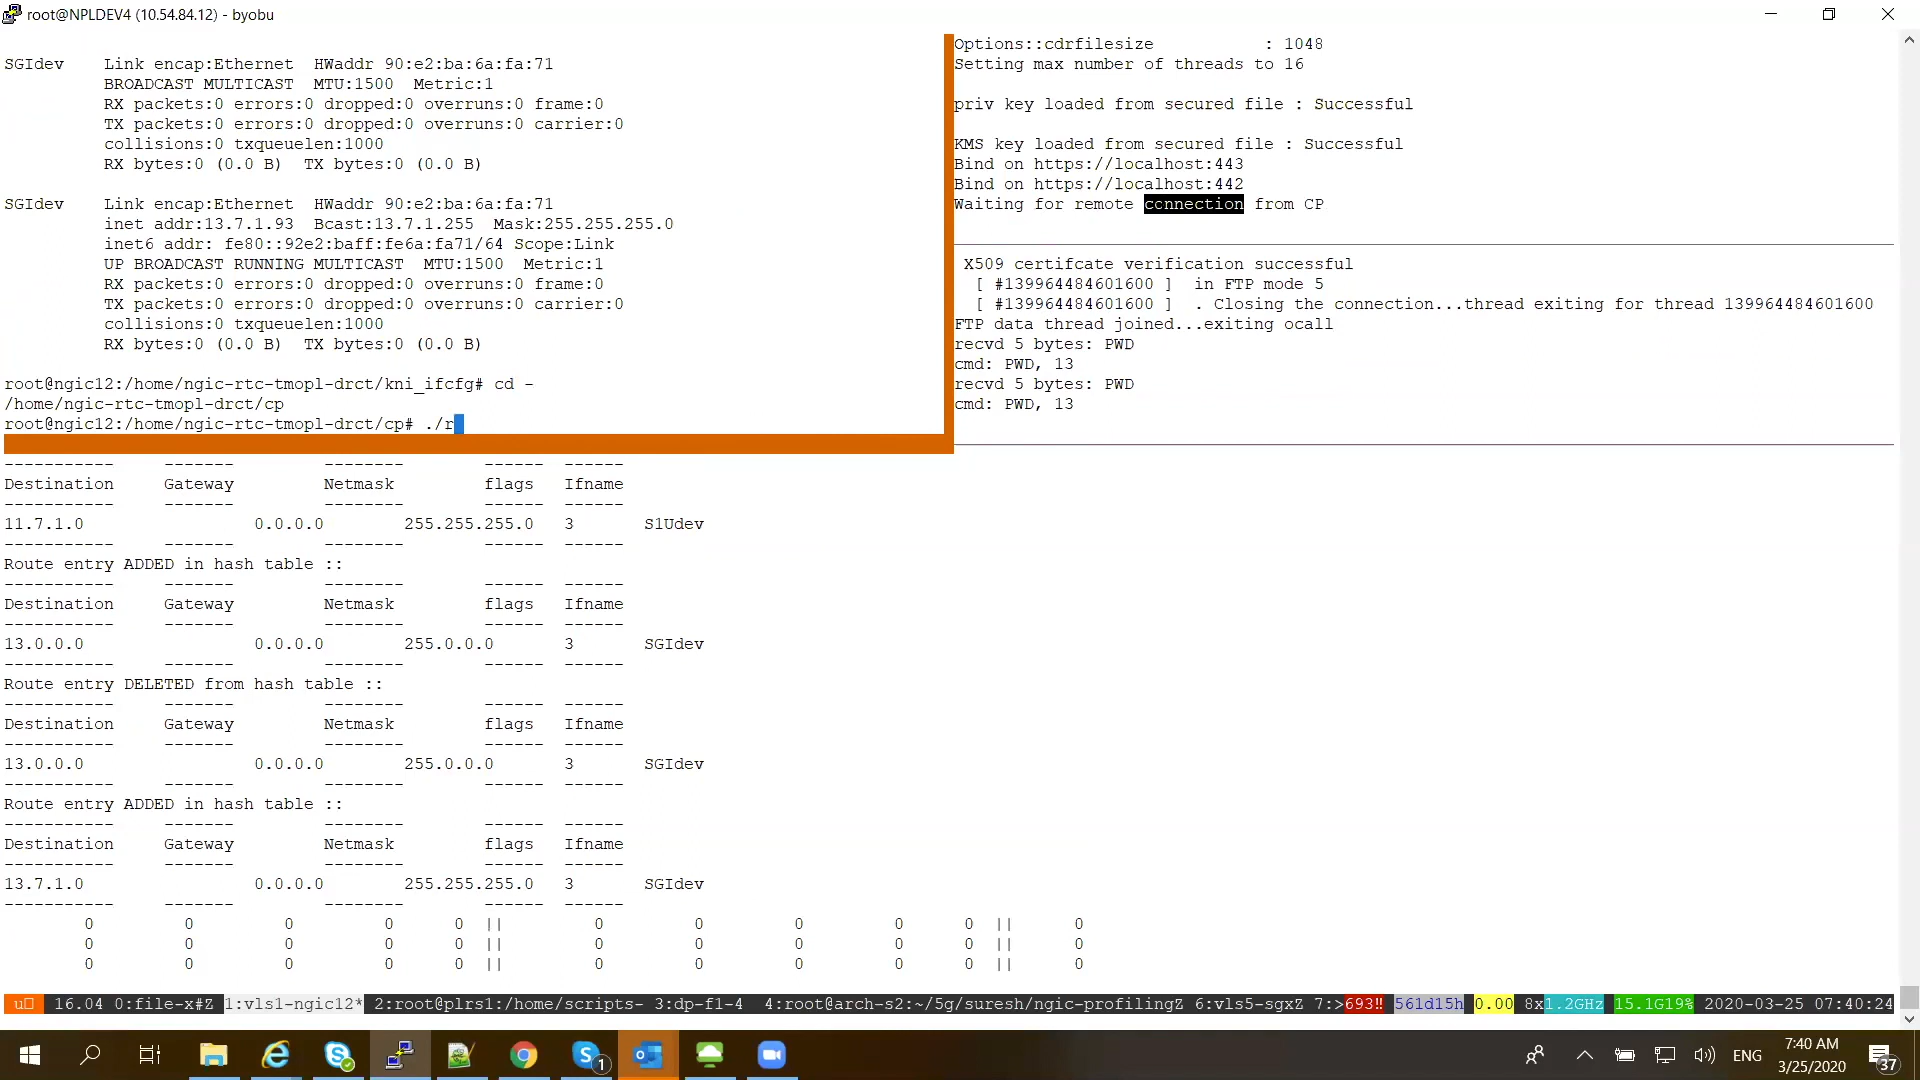 root@NPLDEV4 (10.54.84.12) - byobu
SGIdev    Link encap:Ethernet  HWaddr 90:e2:ba:6a:fa:71
          BROADCAST MULTICAST  MTU:1500  Metric:1
          RX packets:0 errors:0 dropped:0 overruns:0 frame:0
          TX packets:0 errors:0 dropped:0 overruns:0 carrier:0
          collisions:0 txqueuelen:1000
          RX bytes:0 (0.0 B)  TX bytes:0 (0.0 B)
SGIdev    Link encap:Ethernet  HWaddr 90:e2:ba:6a:fa:71
          inet addr:13.7.1.93  Bcast:13.7.1.255  Mask:255.255.255.0
          inet6 addr: fe80::92e2:baff:fe6a:fa71/64 Scope:Link
          UP BROADCAST RUNNING MULTICAST  MTU:1500  Metric:1
          RX packets:0 errors:0 dropped:0 overruns:0 frame:0
          TX packets:0 errors:0 dropped:0 overruns:0 carrier:0
          collisions:0 txqueuelen:1000
          RX bytes:0 (0.0 B)  TX bytes:0 (0.0 B)
root@ngic12:/home/ngic-rtc-tmopl-drct/kni_ifcfg# cd -
/home/ngic-rtc-tmopl-drct/cp
root@ngic12:/home/ngic-rtc-tmopl-drct/cp# ./r
Options::cdrfilesize           : 1048
Setting max number of threads to 16
priv key loaded from secured file : Successful
KMS key loaded from secured file : Successful
Bind on https://localhost:443
Bind on https://localhost:442
Waiting for remote connection from CP
X509 certifcate verification successful
[ #139964484601600 ]  in FTP mode 5
[ #139964484601600 ]  . Closing the connection...thread exiting for thread 139964484601600
FTP data thread joined...exiting ocall
recvd 5 bytes: PWD
cmd: PWD, 13
recvd 5 bytes: PWD
cmd: PWD, 13
-----------     -------         --------        ------  ------
Destination     Gateway         Netmask         flags   Ifname
-----------     -------         --------        ------  ------
11.7.1.0                 0.0.0.0        255.255.255.0   3       S1Udev
-----------     -------         --------        ------  ------
Route entry ADDED in hash table ::
-----------     -------         --------        ------  ------
Destination     Gateway         Netmask         flags   Ifname
-----------     -------         --------        ------  ------
13.0.0.0                 0.0.0.0        255.0.0.0       3       SGIdev
-----------     -------         --------        ------  ------
Route entry DELETED from hash table ::
-----------     -------         --------        ------  ------
Destination     Gateway         Netmask         flags   Ifname
-----------     -------         --------        ------  ------
13.0.0.0                 0.0.0.0        255.0.0.0       3       SGIdev
-----------     -------         --------        ------  ------
Route entry ADDED in hash table ::
-----------     -------         --------        ------  ------
Destination     Gateway         Netmask         flags   Ifname
-----------     -------         --------        ------  ------
13.7.1.0                 0.0.0.0        255.255.255.0   3       SGIdev
-----------     -------         --------        ------  ------
0         0         0         0      0  ||         0         0         0         0      0  ||      0
0         0         0         0      0  ||         0         0         0         0      0  ||      0
0         0         0         0      0  ||         0         0         0         0      0  ||      0
u 16.04 0:file-x#Z 1:vls1-ngic12* 2:root@plrs1:/home/scripts- 3:dp-f1-4  4:root@arch-s2:~/5g/suresh/ngic-profilingZ 6:vls5-sgxZ 7:>693!! 561d15h 0.00 8x1.2GHz 15.1G19% 2020-03-25 07:40:24
1
ENG
7:40 AM
3/25/2020
37